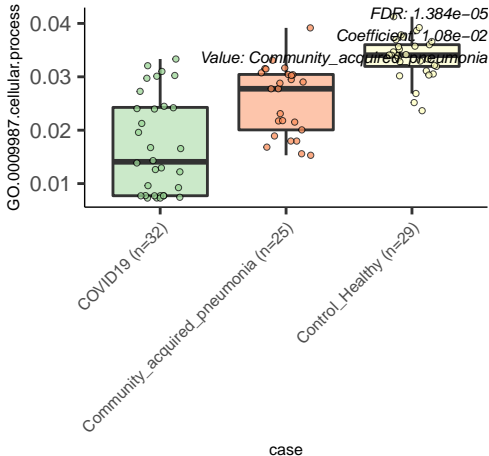 FDR: 1.384e−05
Coefficient: 1.08e−02
Value: Community_acquired_pneumonia
GO.0009987.cellular.process
0.04
0.03
0.02
0.01
COVID19 (n=32)
Community_acquired_pneumonia (n=25)
Control_Healthy (n=29)
case